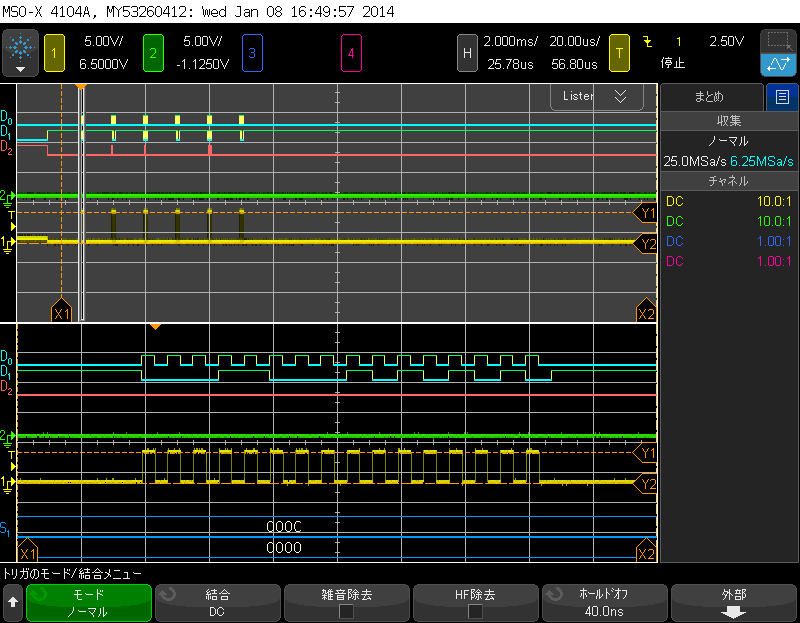 MSO-X 4104A, MY53260412: Wed Jan 08 16:49:57 2014
1 5.00V/ 2 5.00V/ 3 4 H 2.000ms/ 20.00us/ T 1 2.50V
6.5000V -1.1250V 25.78us 56.80us 停止
Lister
まとめ
収集
ノーマル
25.0MSa/s 6.25MSa/s
チャネル
DC 10.0:1
DC 10.0:1
DC 1.00:1
DC 1.00:1
D0
D1
D2
2
T
Y1
1
Y2
X1 X2
D0
D1
D2
2
T
Y1
1
Y2
S1
000C
0000
X1 X2
トリガのモード/結合メニュー
モード 結合 雑音除去 HF除去 ホールドオフ 外部
ノーマル DC 40.0ns